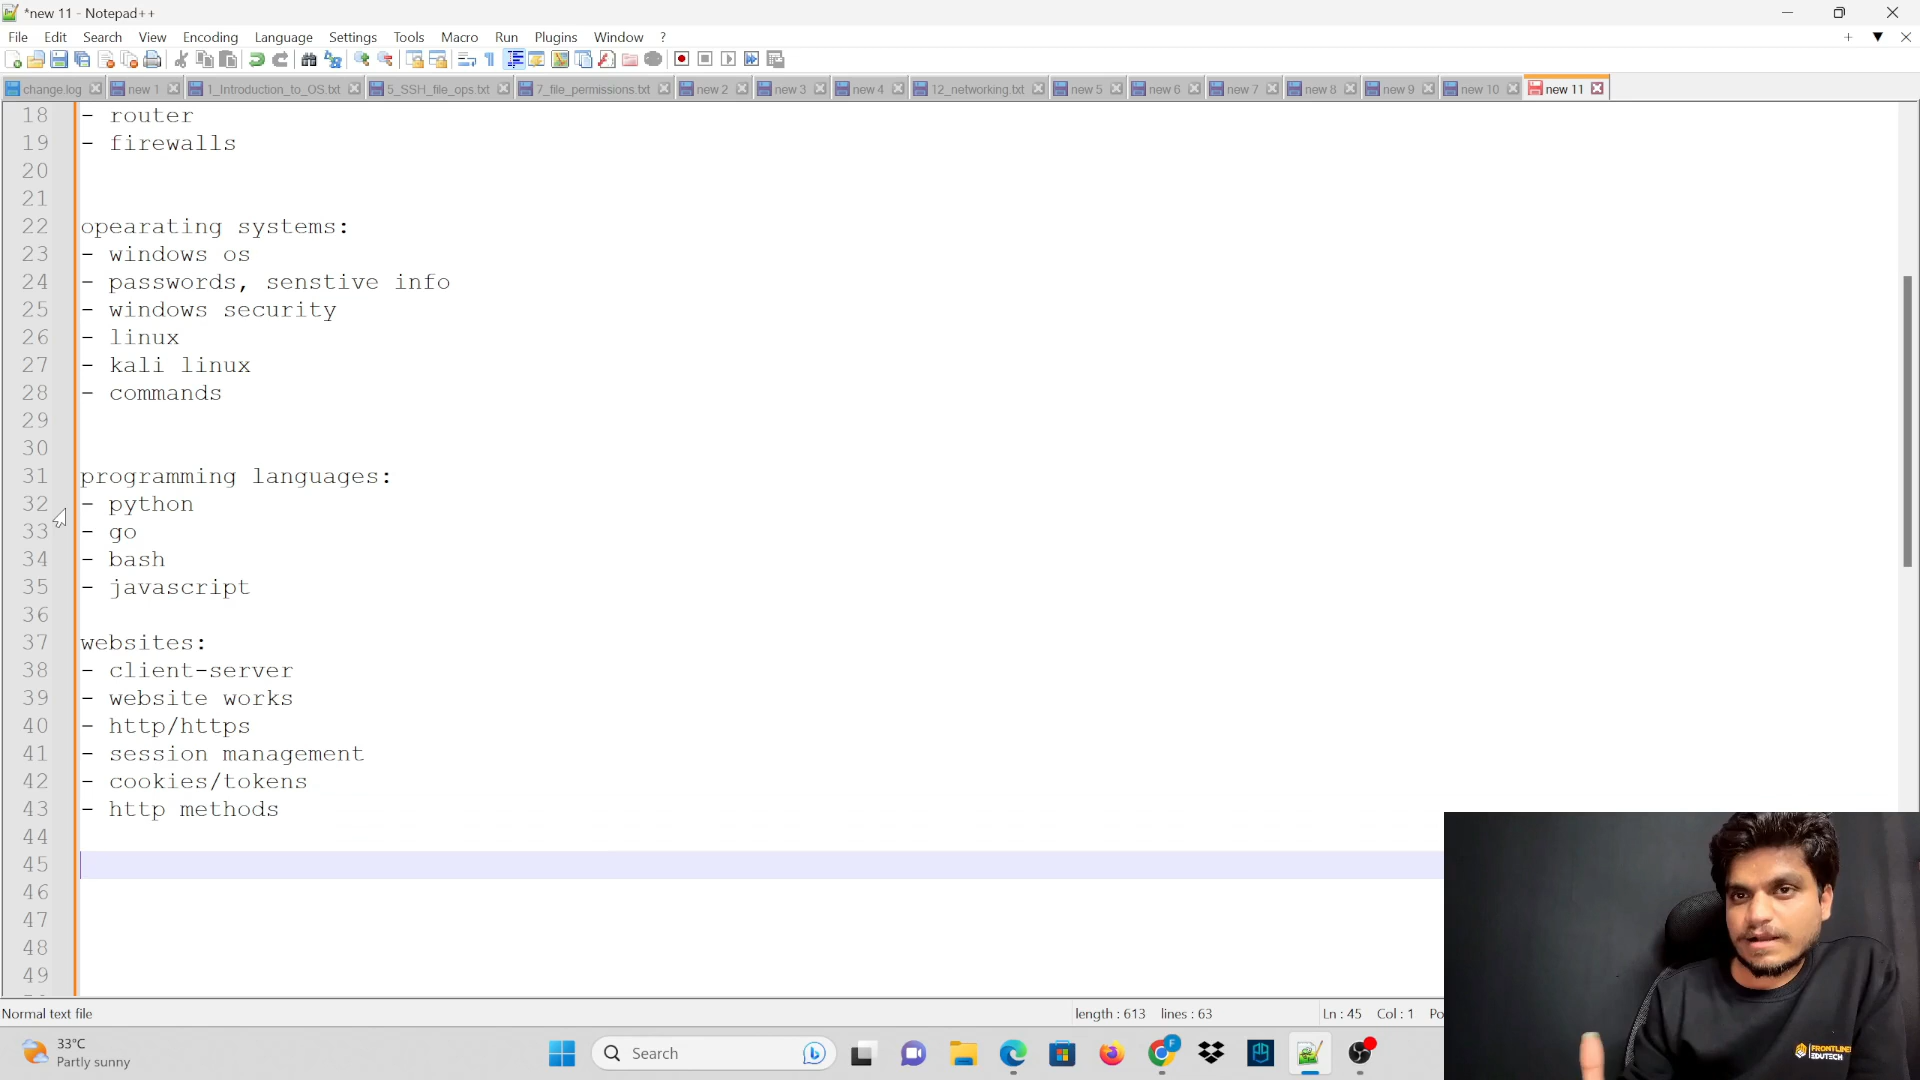 *new 11 - Notepad++
File Edit Search View Encoding Language Settings Tools Macro Run Plugins Window ?
change.log new 1 1_Introduction_to_OS.txt 5_SSH_file_ops.txt 7_file_permissions.txt new 2 new 3 new 4 12_networking.txt new 5 new 6 new 7 new 8 new 9 new 10 new 11
18 - router
19 - firewalls
20
21
22 opearating systems:
23 - windows os
24 - passwords, senstive info
25 - windows security
26 - linux
27 - kali linux
28 - commands
29
30
31 programming languages:
32 - python
33 - go
34 - bash
35 - javascript
36
37 websites:
38 - client-server
39 - website works
40 - http/https
41 - session management
42 - cookies/tokens
43 - http methods
44
45
46
47
48
49
Normal text file length : 613 lines : 63 Ln : 45 Col : 1 Po
33°C
Partly sunny
Search
FRONTLINES
EDUTECH